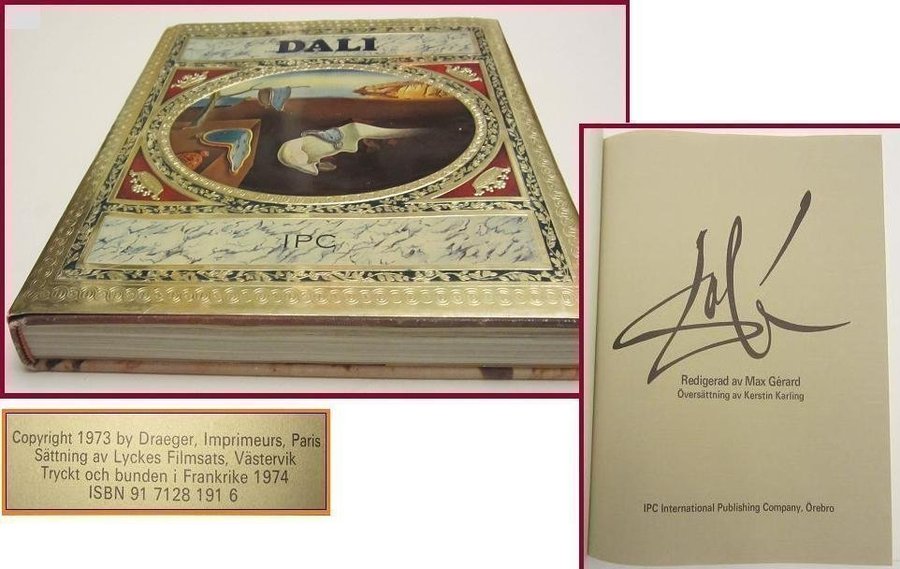 DALI
IPC
Dalí
Redigerad av Max Gérard
Översättning av Kerstin Karling
IPC International Publishing Company, Örebro
Copyright 1973 by Draeger, Imprimeurs, Paris
Sättning av Lyckes Filmsats, Västervik
Tryckt och bunden i Frankrike 1974
ISBN 91 7128 191 6